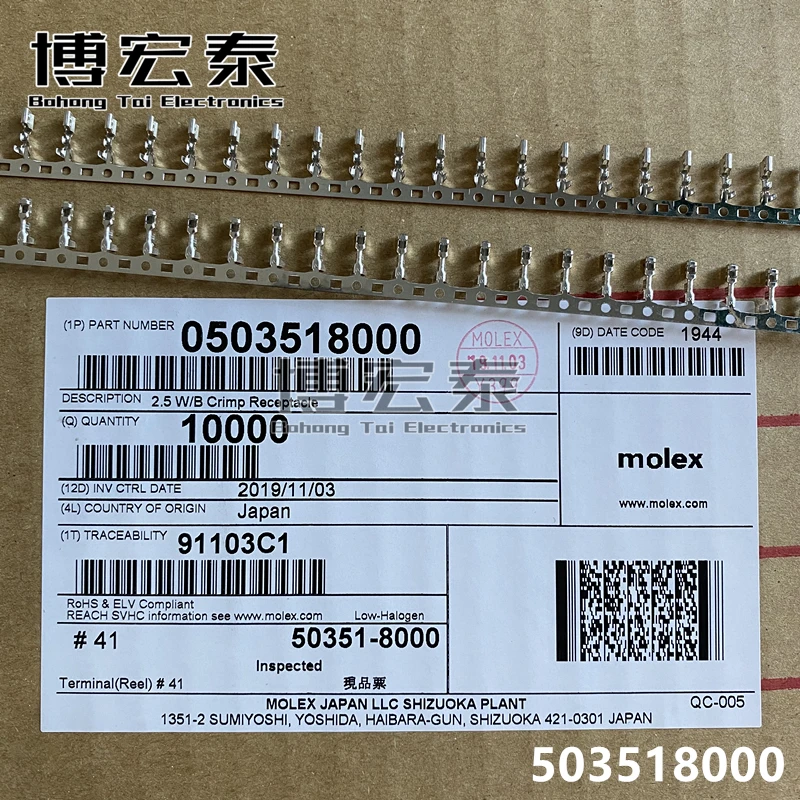 博宏泰
Bohong Tai Electronics
(1P) PART NUMBER 0503518000
MOLEX
19.11.03
(9D) DATE CODE 1944
DESCRIPTION 2.5 W/B Crimp Receptacle
博宏泰
Bohong Tai Electronics
(Q) QUANTITY 10000
molex
www.molex.com
(12D) INV CTRL DATE 2019/11/03
(4L) COUNTRY OF ORIGIN Japan
(1T) TRACEABILITY 91103C1
RoHS & ELV Compliant
REACH SVHC information see www.molex.com Low-Halogen
# 41 50351-8000
Inspected
Terminal(Reel) # 41 現品票
MOLEX JAPAN LLC SHIZUOKA PLANT QC-005
1351-2 SUMIYOSHI, YOSHIDA, HAIBARA-GUN, SHIZUOKA 421-0301 JAPAN
503518000